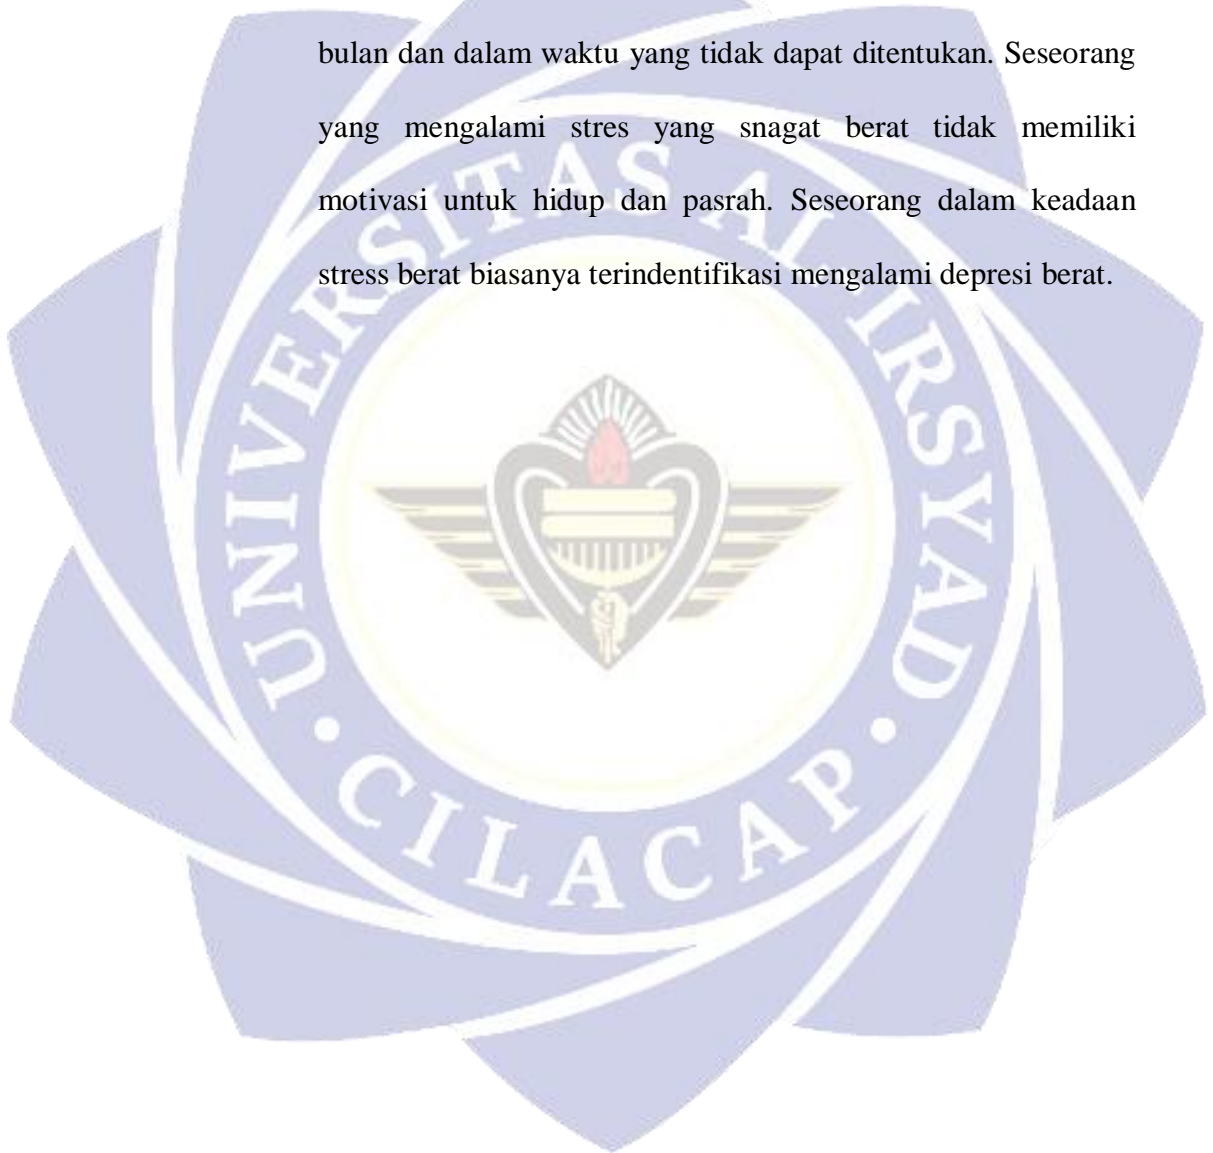 bulan dan dalam waktu yang tidak dapat ditentukan. Seseorang
yang mengalami stres yang snagat berat tidak memiliki
motivasi untuk hidup dan pasrah. Seseorang dalam keadaan
stress berat biasanya terindentifikasi mengalami depresi berat.
UNIVERSITAS AL IRSYAD
• CILACAP •